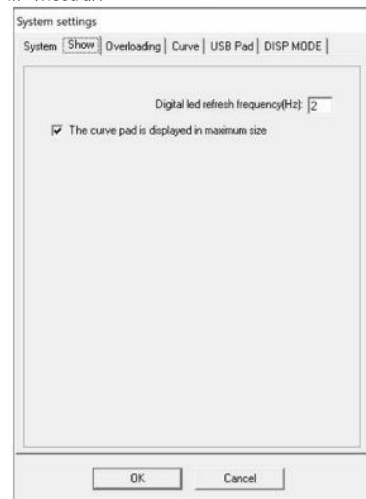 System settings
System Show Overloading Curve USB Pad DISP MODE
Digital led refresh frequency(Hz): 2
The curve pad is displayed in maximum size
OK Cancel